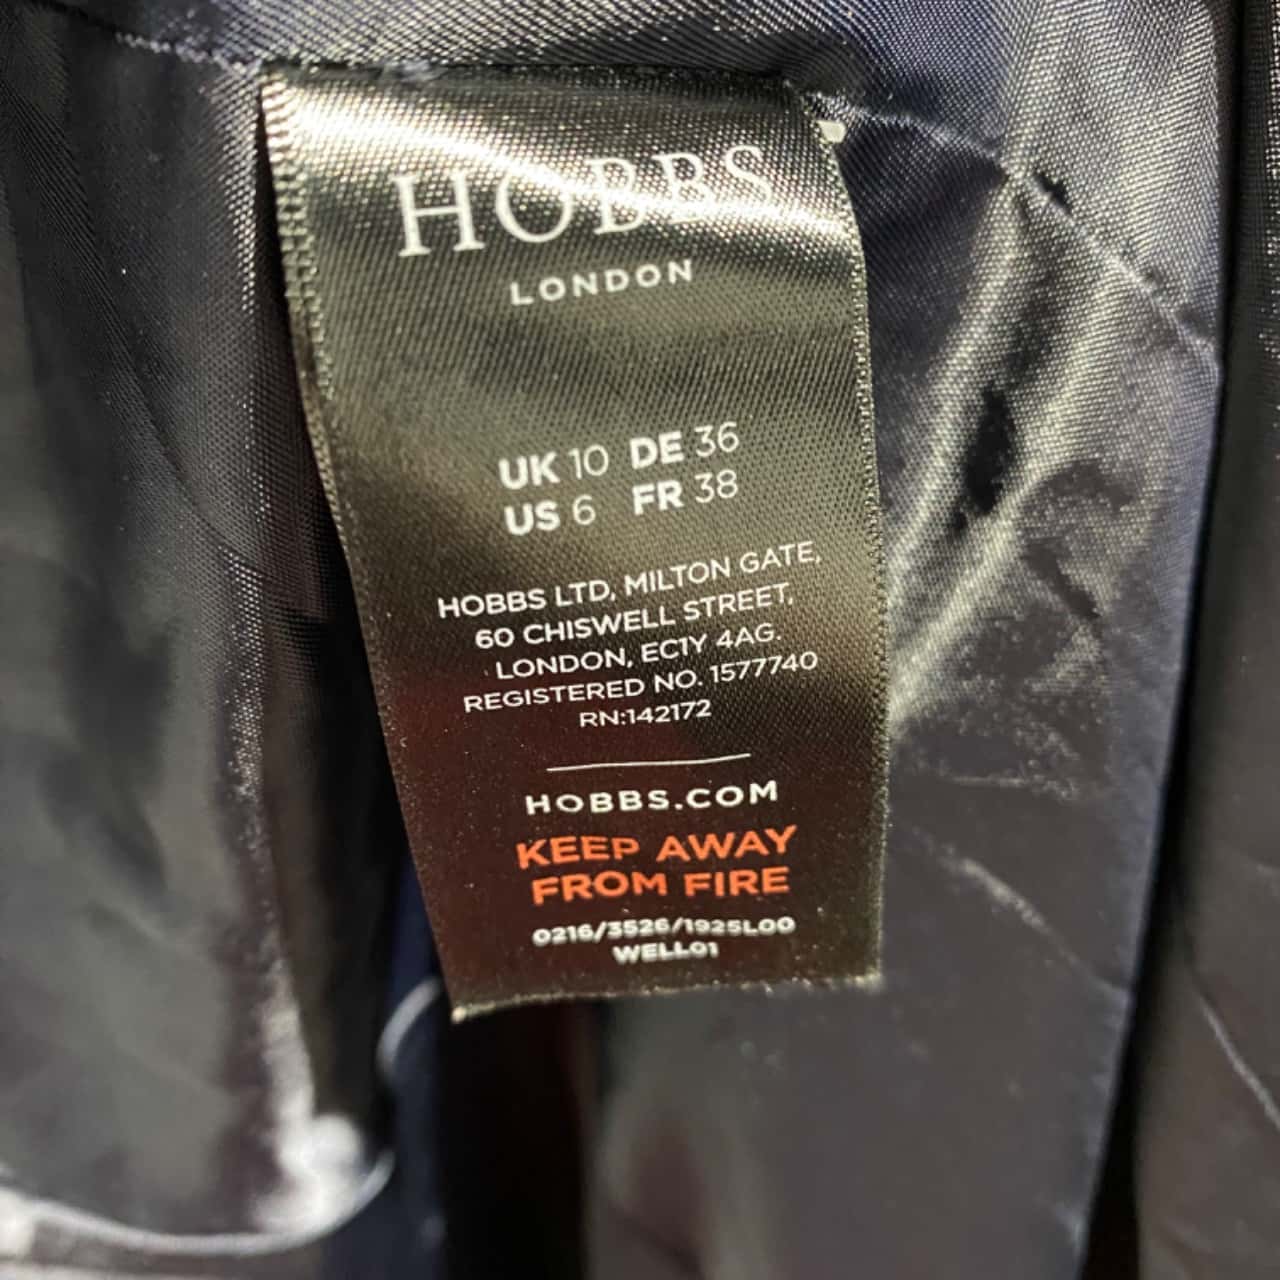 HOBBS
LONDON
UK 10 DE 36
US 6 FR 38
HOBBS LTD, MILTON GATE,
60 CHISWELL STREET,
LONDON, EC1Y 4AG.
REGISTERED NO. 1577740
RN:142172
HOBBS.COM
KEEP AWAY
FROM FIRE
0216/3526/1925L00
WELL01